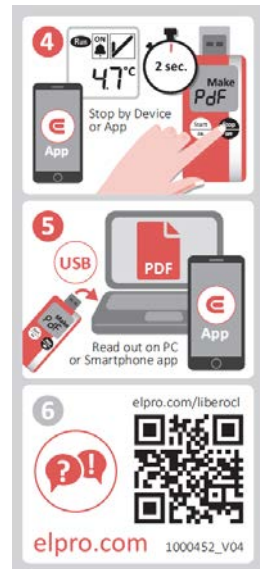 4
Run
ON
4.7°C
2 sec.
Make
PdF
Start
Stop
App
Stop by Device
or App
5
USB
PDF
Make
PdF
App
Read out on PC
or Smartphone app
6
elpro.com/liberocl
?!
elpro.com
1000452_V04